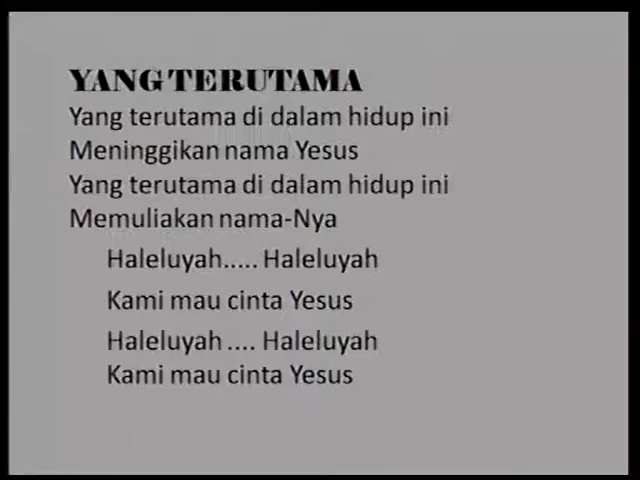 YANG TERUTAMA
Yang terutama di dalam hidup ini
Meninggikan nama Yesus
Yang terutama di dalam hidup ini
Memuliakan nama-Nya
Haleluyah..... Haleluyah
Kami mau cinta Yesus
Haleluyah .... Haleluyah
Kami mau cinta Yesus